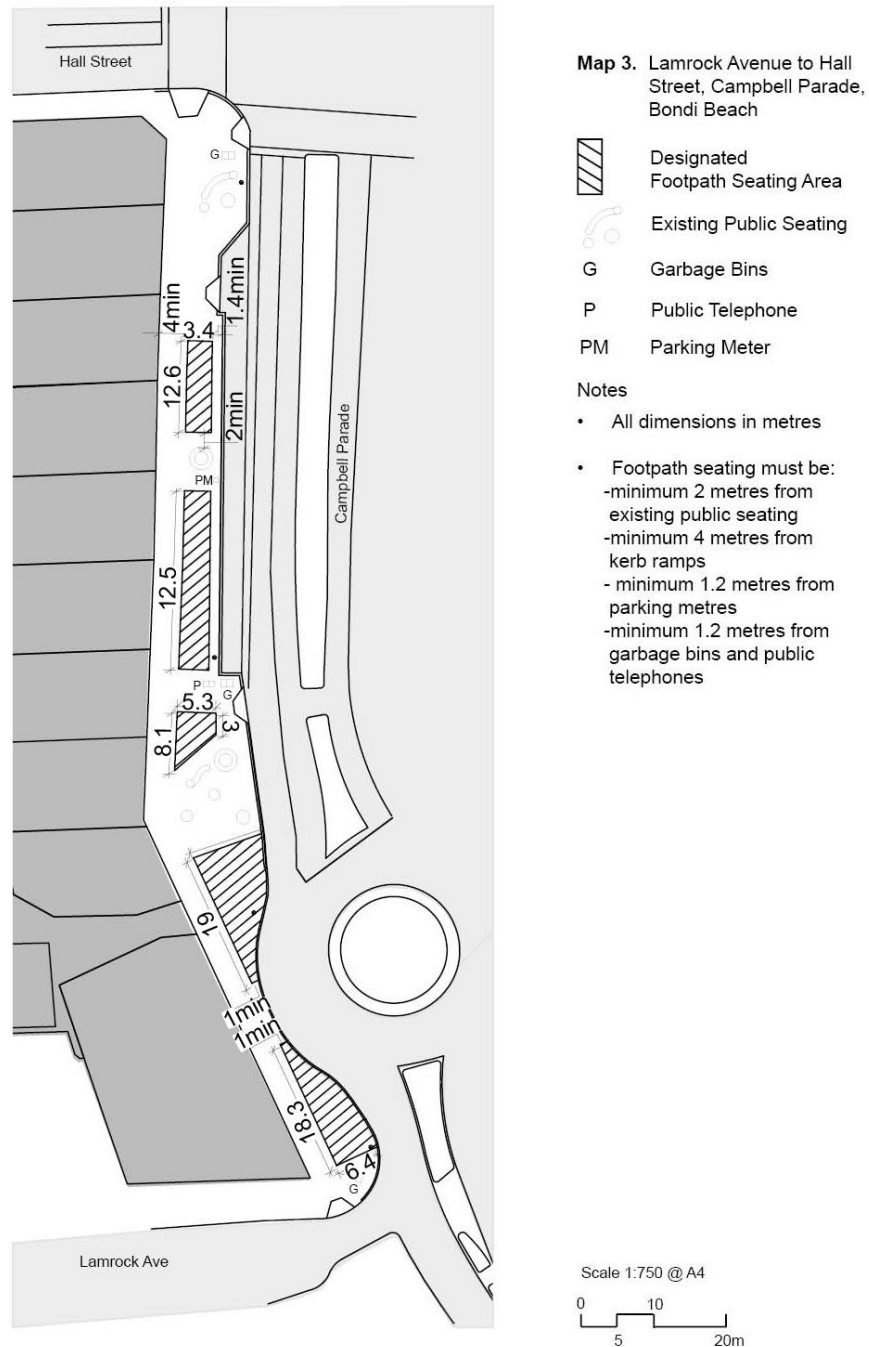 Hall Street
G
4min
3.4
1.4min
12.6
2min
PM
12.5
P
G
5.3
3
8.1
Campbell Parade
19
1min
1min
18.3
6.4
G
Lamrock Ave
Map 3. Lamrock Avenue to Hall
Street, Campbell Parade,
Bondi Beach
Designated
Footpath Seating Area
Existing Public Seating
G Garbage Bins
P Public Telephone
PM Parking Meter
Notes
• All dimensions in metres
• Footpath seating must be:
-minimum 2 metres from
existing public seating
-minimum 4 metres from
kerb ramps
- minimum 1.2 metres from
parking metres
-minimum 1.2 metres from
garbage bins and public
telephones
Scale 1:750 @ A4
0 10
5 20m